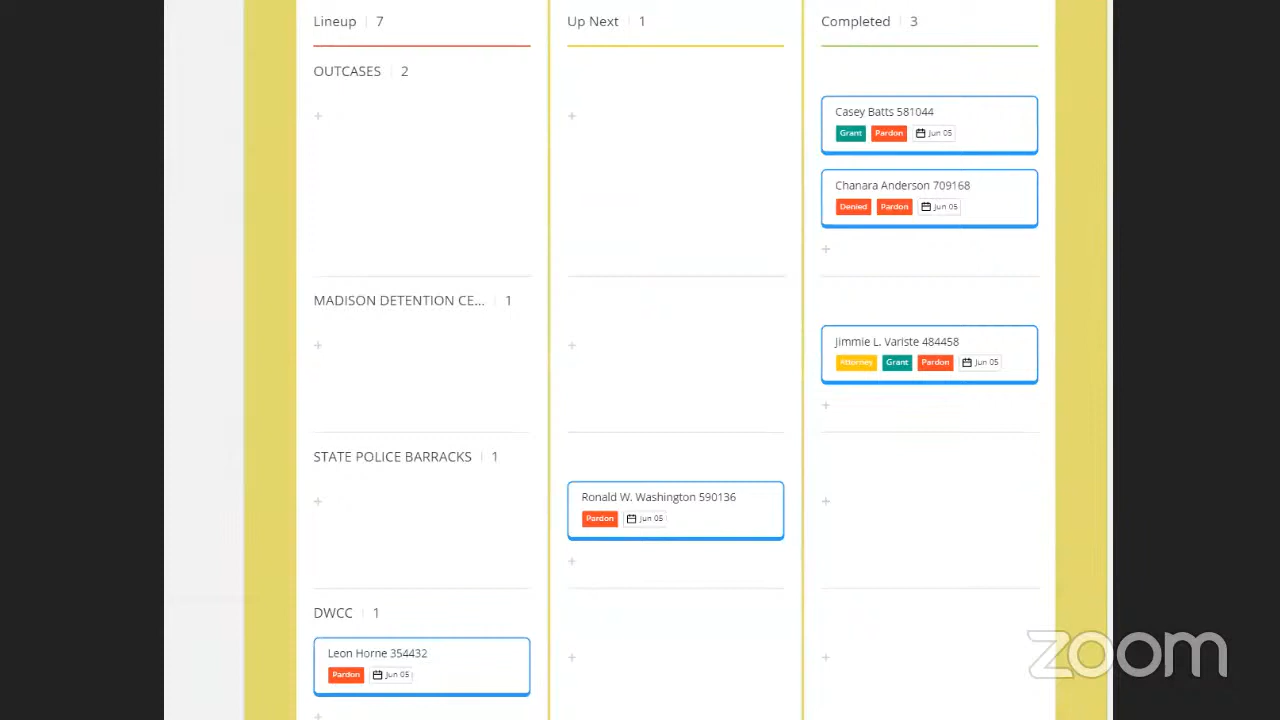 Lineup 7
Up Next 1
Completed 3
OUTCASES 2
+
+
Casey Batts 581044
Grant Pardon Jun 05
Chanara Anderson 709168
Denied Pardon Jun 05
+
MADISON DETENTION CE... 1
+
+
Jimmie L. Variste 484458
Attorney Grant Pardon Jun 05
+
STATE POLICE BARRACKS 1
+
Ronald W. Washington 590136
Pardon Jun 05
+
+
DWCC 1
Leon Horne 354432
Pardon Jun 05
+
+
+
zoom